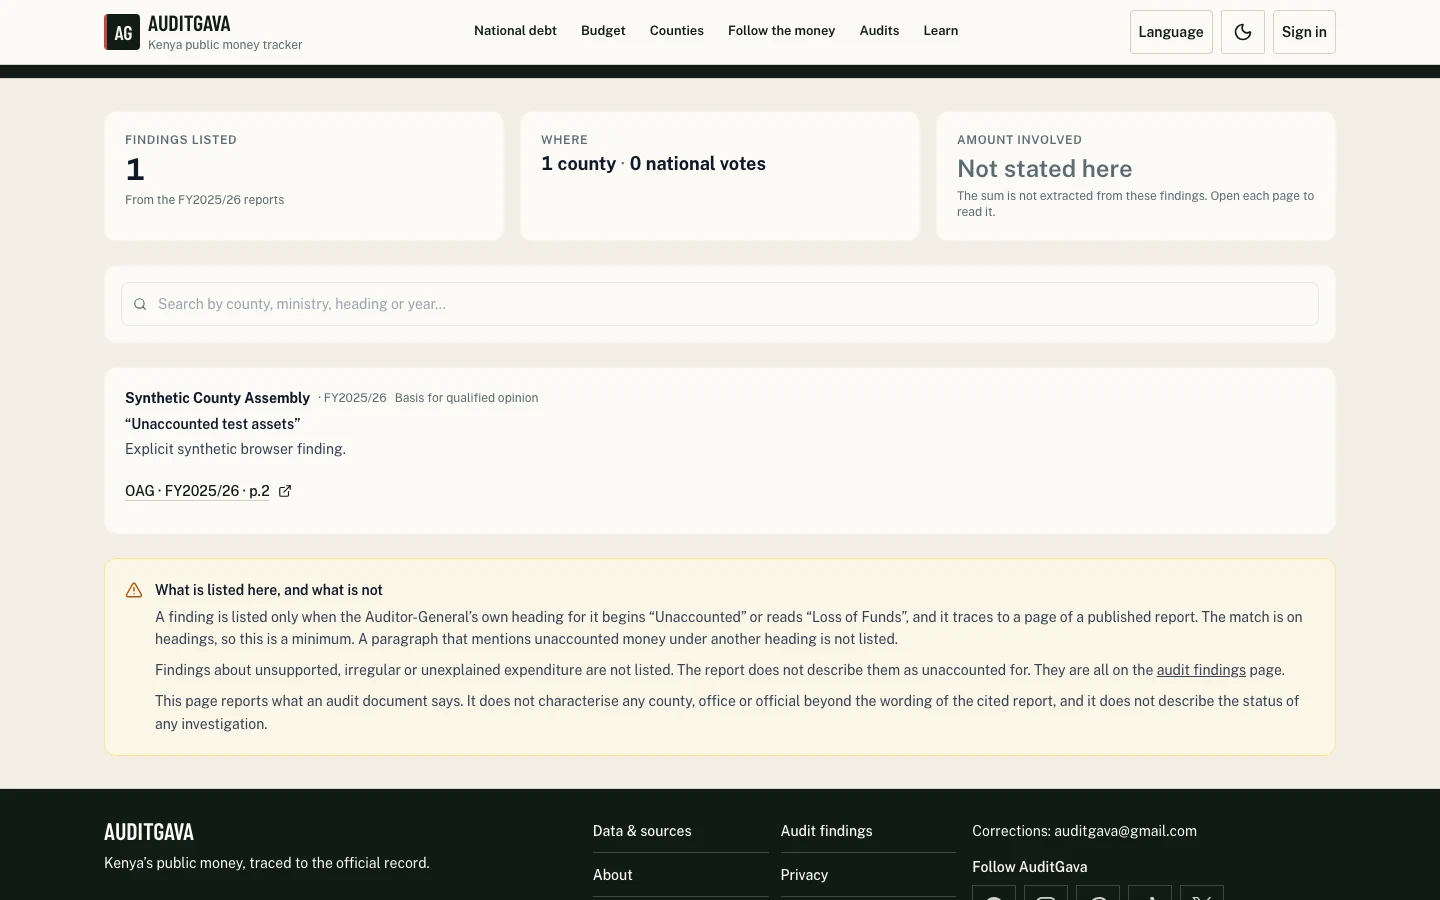 AG
AUDITGAVA
Kenya public money tracker
National debt
Budget
Counties
Follow the money
Audits
Learn
Language
Sign in
FINDINGS LISTED
1
From the FY2025/26 reports
WHERE
1 county · 0 national votes
AMOUNT INVOLVED
Not stated here
The sum is not extracted from these findings. Open each page to
read it.
Search by county, ministry, heading or year...
Synthetic County Assembly · FY2025/26 Basis for qualified opinion
“Unaccounted test assets”
Explicit synthetic browser finding.
OAG · FY2025/26 · p.2
What is listed here, and what is not
A finding is listed only when the Auditor-General’s own heading for it begins “Unaccounted” or reads “Loss of Funds”, and it traces to a page of a published report. The match is on
headings, so this is a minimum. A paragraph that mentions unaccounted money under another heading is not listed.
Findings about unsupported, irregular or unexplained expenditure are not listed. The report does not describe them as unaccounted for. They are all on the audit findings page.
This page reports what an audit document says. It does not characterise any county, office or official beyond the wording of the cited report, and it does not describe the status of
any investigation.
AUDITGAVA
Kenya’s public money, traced to the official record.
Data & sources
About
Audit findings
Privacy
Corrections: auditgava@gmail.com
Follow AuditGava